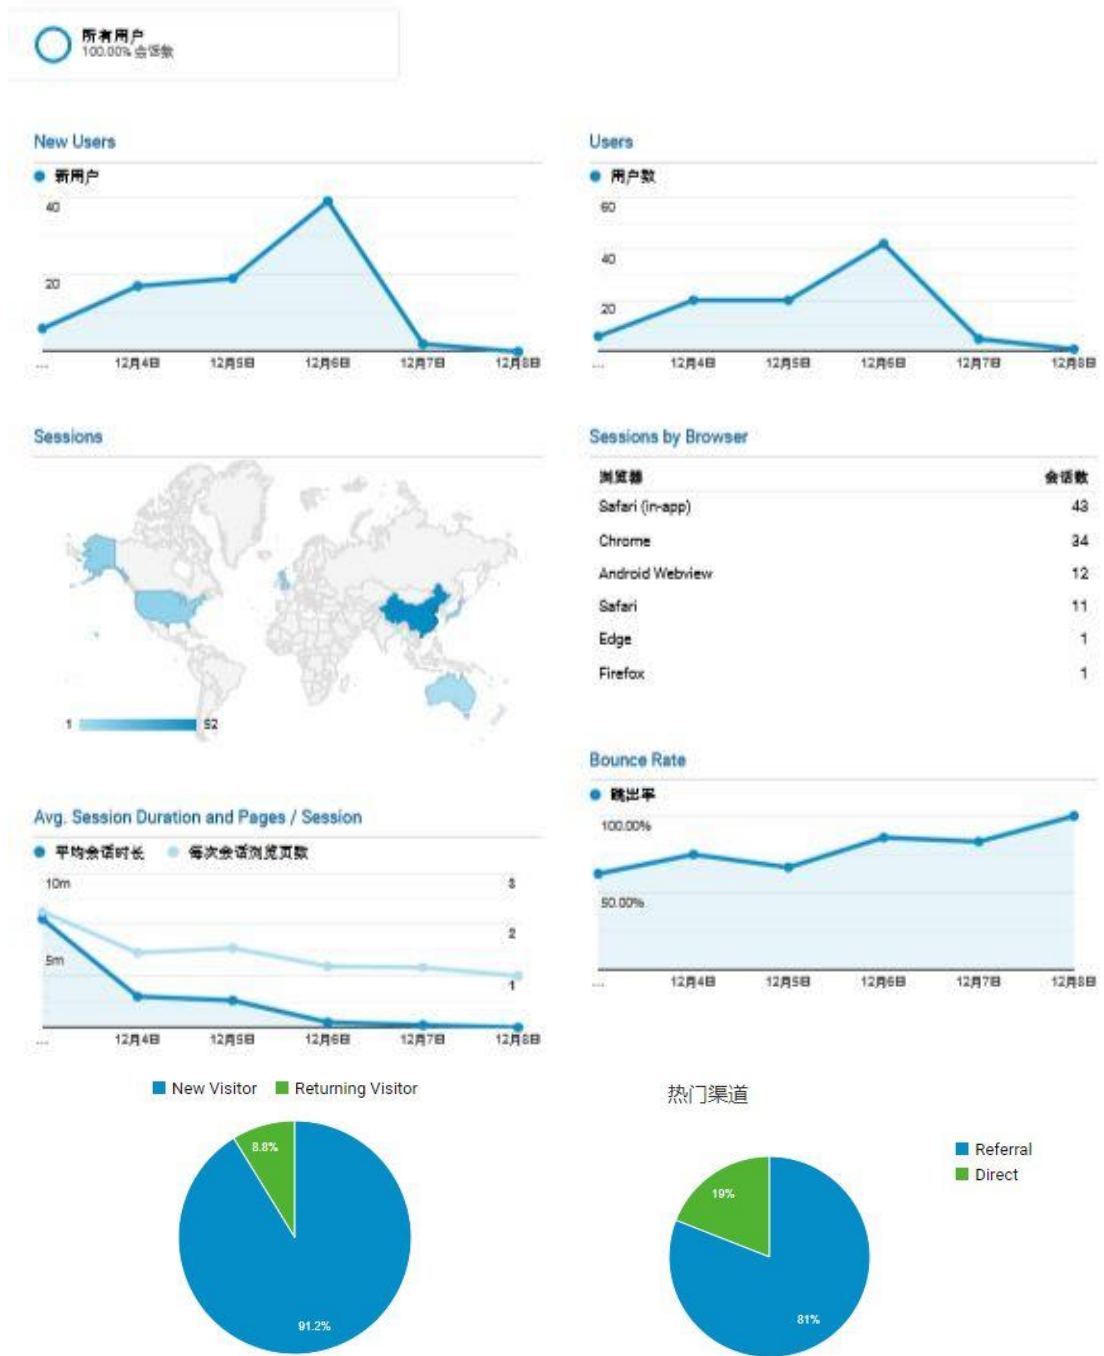 所有用户
100.00% 会话数
New Users
新用户
40
20
...
12月4日
12月5日
12月6日
12月7日
12月8日
Users
用户数
60
40
20
...
12月4日
12月5日
12月6日
12月7日
12月8日
Sessions
1
52
Sessions by Browser
浏览器 会话数
Safari (in-app) 43
Chrome 34
Android Webview 12
Safari 11
Edge 1
Firefox 1
Avg. Session Duration and Pages / Session
平均会话时长 每次会话浏览页数
10m
5m
3
2
1
...
12月4日
12月5日
12月6日
12月7日
12月8日
Bounce Rate
跳出率
100.00%
50.00%
...
12月4日
12月5日
12月6日
12月7日
12月8日
New Visitor Returning Visitor
8.8%
91.2%
热门渠道
Referral
Direct
19%
81%